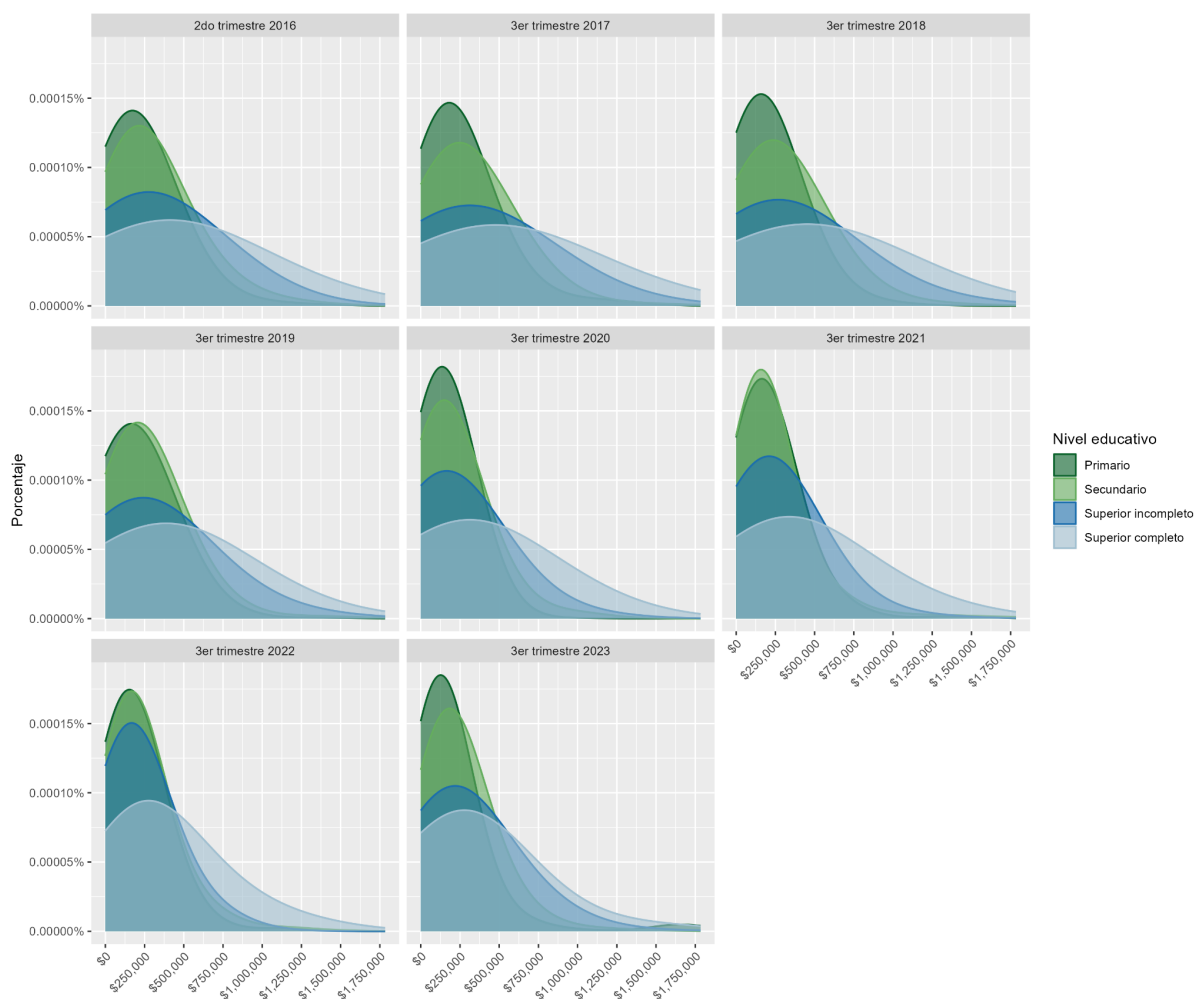 2do trimestre 2016
3er trimestre 2017
3er trimestre 2018
0.00015%
0.00010%
0.00005%
0.00000%
3er trimestre 2019
3er trimestre 2020
3er trimestre 2021
0.00015%
0.00010%
0.00005%
0.00000%
Porcentaje
Nivel educativo
Primario
Secundario
Superior incompleto
Superior completo
$0
$250,000
$500,000
$750,000
$1,000,000
$1,250,000
$1,500,000
$1,750,000
3er trimestre 2022
3er trimestre 2023
0.00015%
0.00010%
0.00005%
0.00000%
$0
$250,000
$500,000
$750,000
$1,000,000
$1,250,000
$1,500,000
$1,750,000
$0
$250,000
$500,000
$750,000
$1,000,000
$1,250,000
$1,500,000
$1,750,000